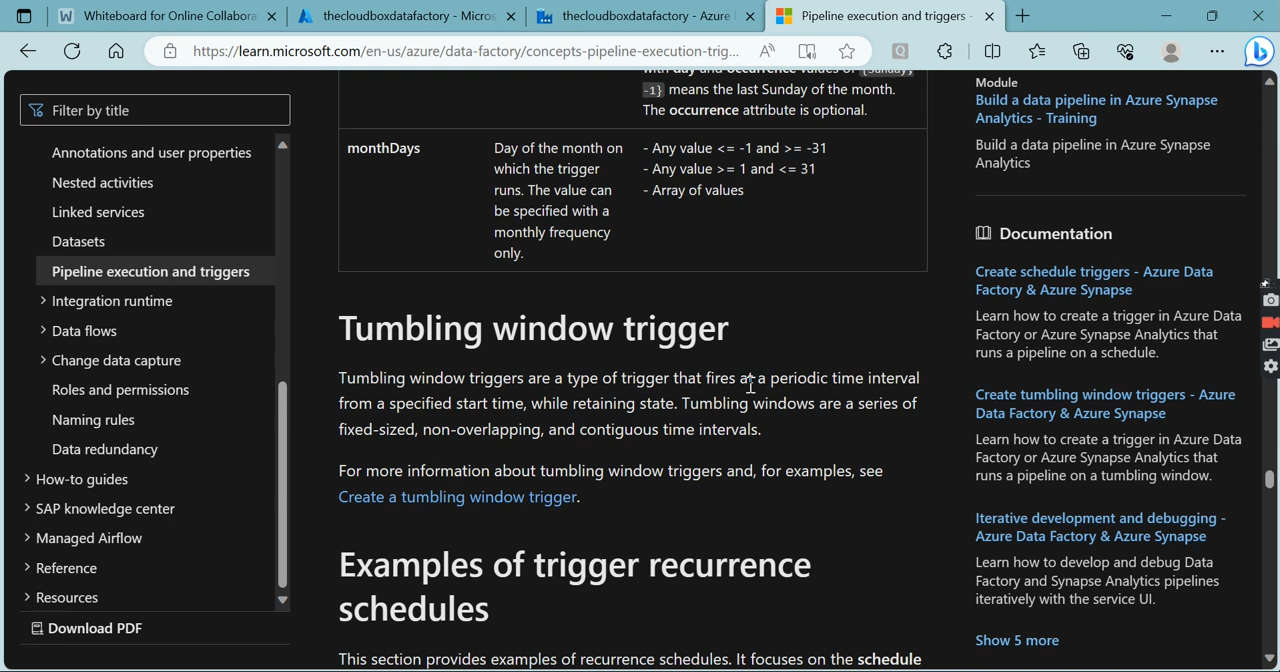 Whiteboard for Online Collabora
thecloudboxdatafactory - Micros
thecloudboxdatafactory - Azure
Pipeline execution and triggers -
https://learn.microsoft.com/en-us/azure/data-factory/concepts-pipeline-execution-trig...
Filter by title
Annotations and user properties
Nested activities
Linked services
Datasets
Pipeline execution and triggers
Integration runtime
Data flows
Change data capture
Roles and permissions
Naming rules
Data redundancy
How-to guides
SAP knowledge center
Managed Airflow
Reference
Resources
Download PDF
with day and occurrence values of {Sunday,
-1} means the last Sunday of the month.
The occurrence attribute is optional.
monthDays
Day of the month on
which the trigger
runs. The value can
be specified with a
monthly frequency
only.
- Any value <= -1 and >= -31
- Any value >= 1 and <= 31
- Array of values
Tumbling window trigger
Tumbling window triggers are a type of trigger that fires at a periodic time interval
from a specified start time, while retaining state. Tumbling windows are a series of
fixed-sized, non-overlapping, and contiguous time intervals.
For more information about tumbling window triggers and, for examples, see
Create a tumbling window trigger.
Examples of trigger recurrence
schedules
This section provides examples of recurrence schedules. It focuses on the schedule
Module
Build a data pipeline in Azure Synapse
Analytics - Training
Build a data pipeline in Azure Synapse
Analytics
Documentation
Create schedule triggers - Azure Data
Factory & Azure Synapse
Learn how to create a trigger in Azure Data
Factory or Azure Synapse Analytics that
runs a pipeline on a schedule.
Create tumbling window triggers - Azure
Data Factory & Azure Synapse
Learn how to create a trigger in Azure Data
Factory or Azure Synapse Analytics that
runs a pipeline on a tumbling window.
Iterative development and debugging -
Azure Data Factory & Azure Synapse
Learn how to develop and debug Data
Factory and Synapse Analytics pipelines
iteratively with the service UI.
Show 5 more